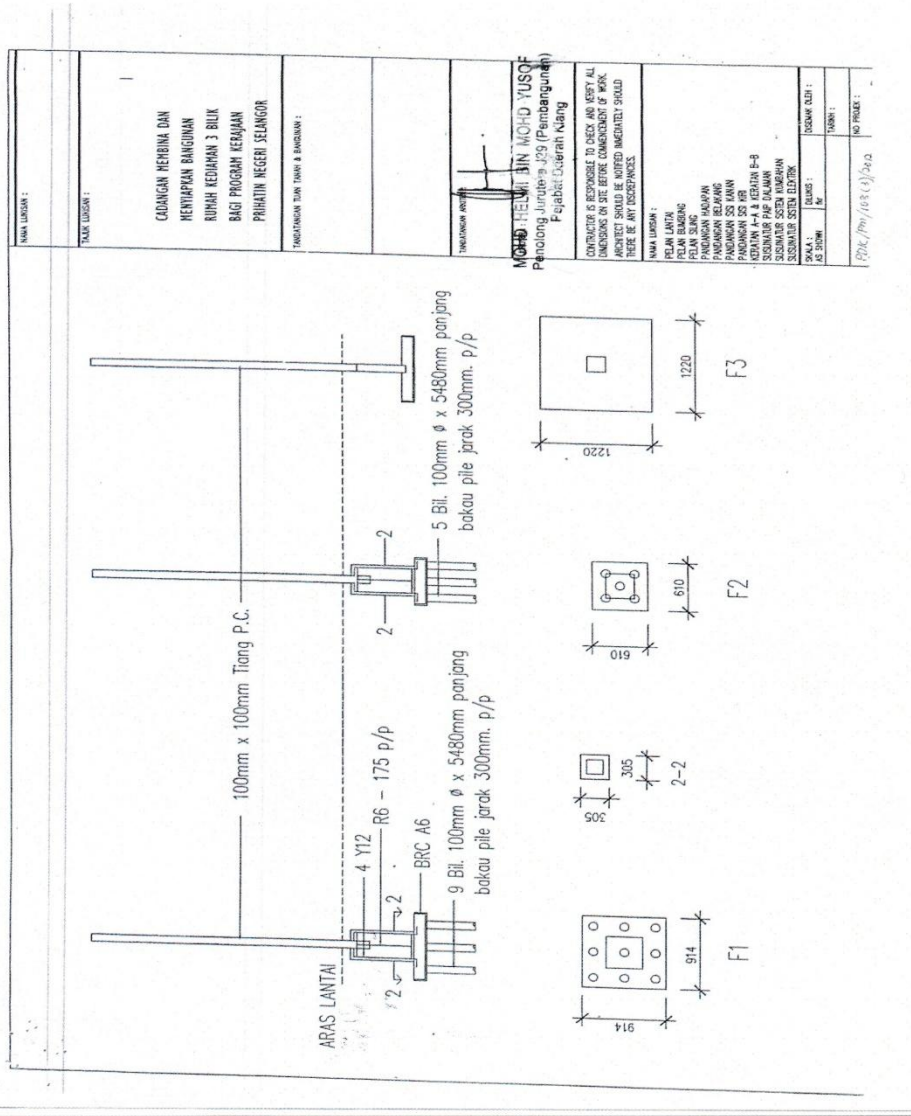 NAMA LUKISAN :
TAJUK LUKISAN :
CADANGAN MEMBINA DAN
MENYIAPKAN BANGUNAN
RUMAH KEDIAMAN 3 BILIK
BAGI PROGRAM KERAJAAN
PRIHATIN NEGERI SELANGOR
TANDATANGAN TUAN TANAH & BANGUNAN :
TANDATANGAN
MOHD HELMI BIN MOHD YUSOF
Penolong Jurutera J29 (Pembangunan)
Pejabat Daerah Klang
CONTRACTOR IS RESPONSIBLE TO CHECK AND VERIFY ALL
DIMENSIONS ON SITE BEFORE COMMENCEMENT OF WORK.
ARCHITECT SHOULD BE NOTIFIED IMMEDIATELY SHOULD
THERE BE ANY DISCREPANCES.
NAMA LUKISAN :
PELAN LANTAI
PELAN BUMBUNG
PELAN SILING
PANDANGAN HADAPAN
PANDANGAN BELAKANG
PANDANGAN SISI KANAN
PANDANGAN SISI KIRI
KERATAN A-A & KERATAN B-B
SUSUNATUR PAIP DALAMAN
SUSUNATUR SISTEM KUMBAHAN
SUSUNATUR SISTEM ELEKTRIK
SKALA :
AS SHOWN
DILUKIS :
DISEMAK OLEH :
TARIKH :
NO PROJEK :
100mm x 100mm Tiang P.C.
ARAS LANTAI
4 Y12
R6 - 175 p/p
2
2
BRC A6
9 Bil. 100mm ø x 5480mm panjang
bakau pile jarak 300mm. p/p
2
2
5 Bil. 100mm ø x 5480mm panjang
bakau pile jarak 300mm. p/p
914
914
F1
305
305
2-2
610
610
F2
1220
1220
F3